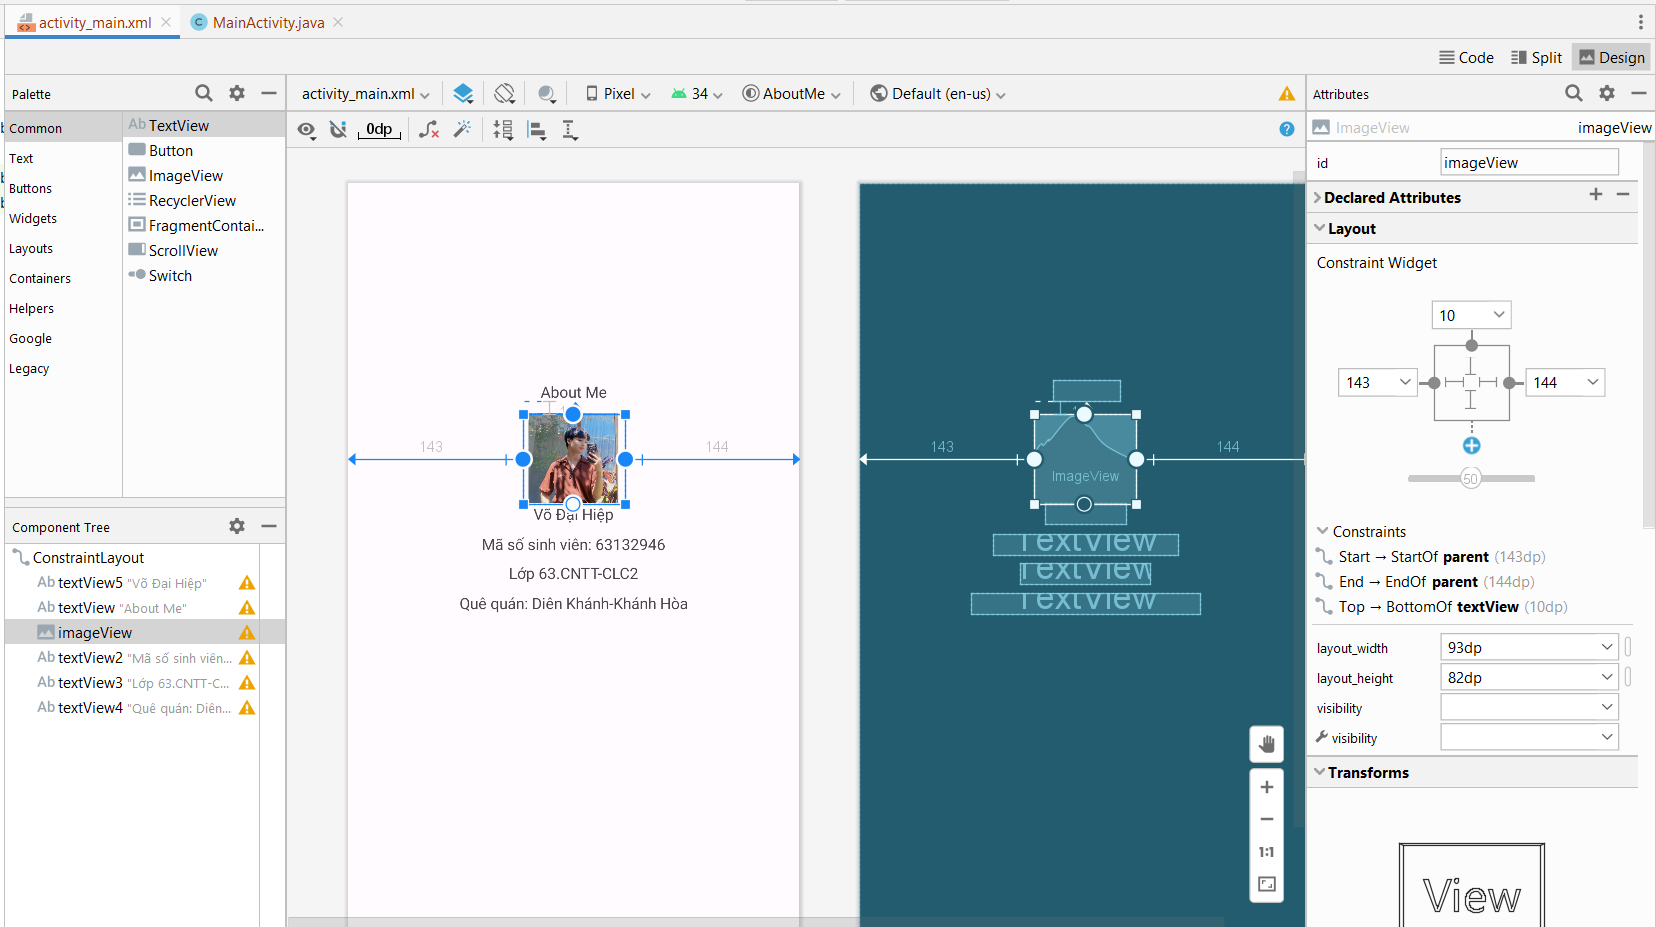 activity_main.xml
MainActivity.java
Code
Split
Design
Palette
activity_main.xml
Pixel
34
AboutMe
Default (en-us)
Attributes
Common
Text
Buttons
Widgets
Layouts
Containers
Helpers
Google
Legacy
Ab TextView
Button
ImageView
RecyclerView
FragmentContai...
ScrollView
Switch
0dp
ImageView
imageView
id
imageView
Declared Attributes
Layout
Constraint Widget
10
143
144
50
About Me
143
144
Võ Đại Hiệp
Mã số sinh viên: 63132946
Lớp 63.CNTT-CLC2
Quê quán: Diên Khánh-Khánh Hòa
143
144
ImageView
TextView
TextView
TextView
1:1
Component Tree
ConstraintLayout
Ab textView5 "Võ Đại Hiệp"
Ab textView "About Me"
imageView
Ab textView2 "Mã số sinh viên...
Ab textView3 "Lớp 63.CNTT-C...
Ab textView4 "Quê quán: Diên...
Constraints
Start → StartOf parent (143dp)
End → EndOf parent (144dp)
Top → BottomOf textView (10dp)
layout_width
93dp
layout_height
82dp
visibility
visibility
Transforms
View